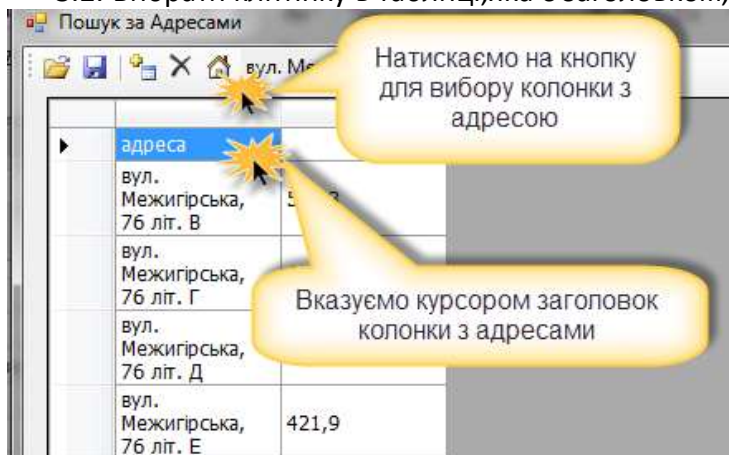 Пошук за Адресами
вул. Ме
Натискаємо на кнопку
для вибору колонки з
адресою
адреса
вул.
Межигірська,
76 літ. В
вул.
Межигірська,
76 літ. Г
Вказуємо курсором заголовок
колонки з адресами
вул.
Межигірська,
76 літ. Д
вул.
Межигірська,
76 літ. Е
421,9